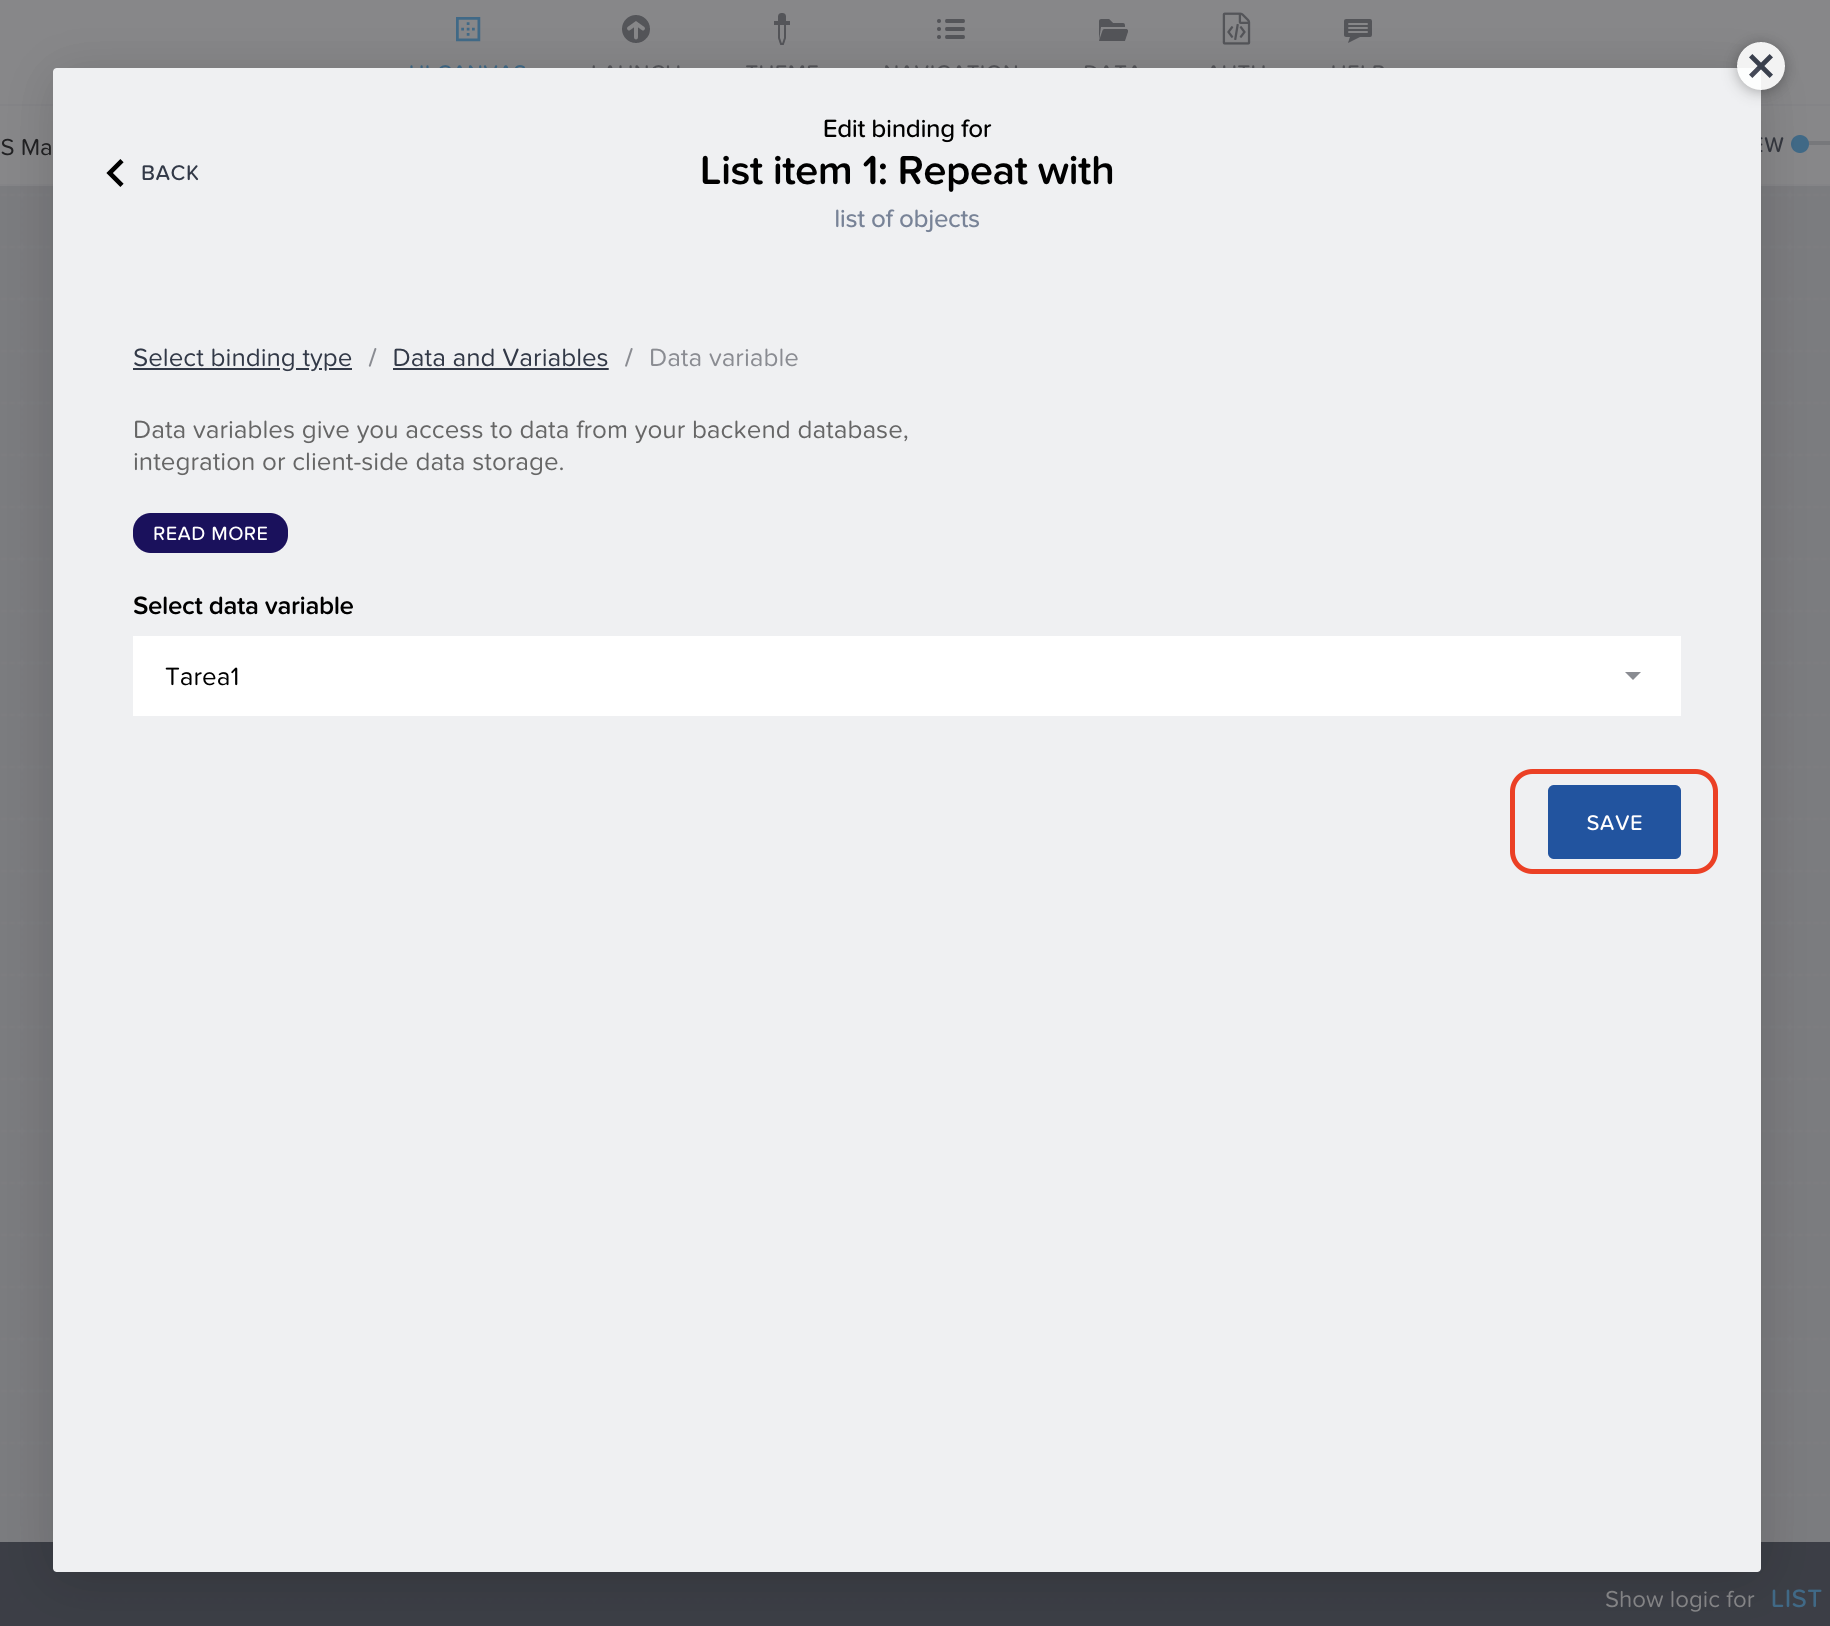 S Ma
EW
Edit binding for
BACK
List item 1: Repeat with
list of objects
Select binding type / Data and Variables / Data variable
Data variables give you access to data from your backend database,
integration or client-side data storage.
READ MORE
Select data variable
Tarea1
SAVE
Show logic for LIST